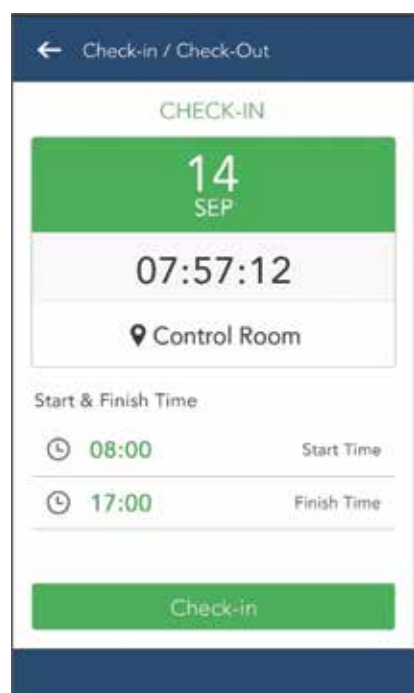 Check-in / Check-Out
CHECK-IN
14
SEP
07:57:12
Control Room
Start & Finish Time
08:00 Start Time
17:00 Finish Time
Check-in